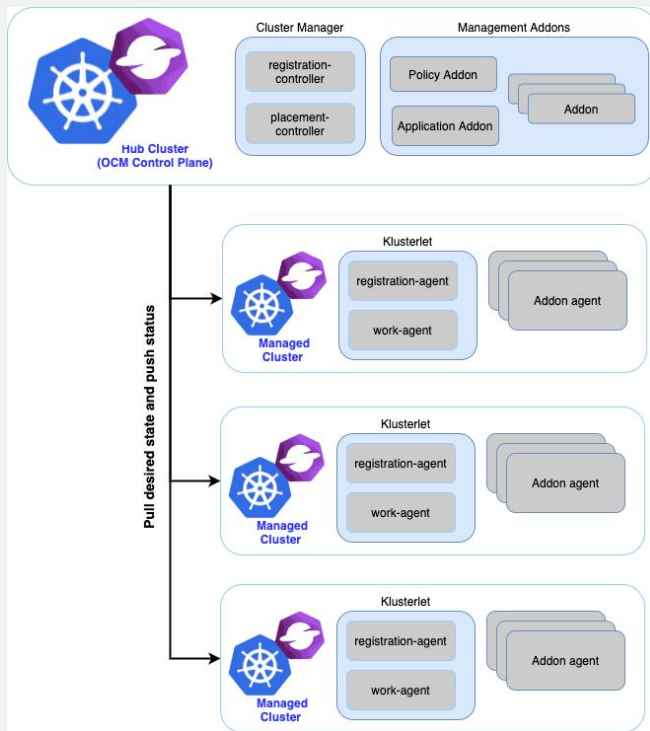 Cluster Manager
registration-
controller
placement-
controller
Management Addons
Policy Addon
Application Addon
Addon
Hub Cluster
(OCM Control Plane)
Pull desired state and push status
Klusterlet
registration-agent
work-agent
Addon agent
Managed
Cluster
Klusterlet
registration-agent
work-agent
Addon agent
Managed
Cluster
Klusterlet
registration-agent
work-agent
Addon agent
Managed
Cluster